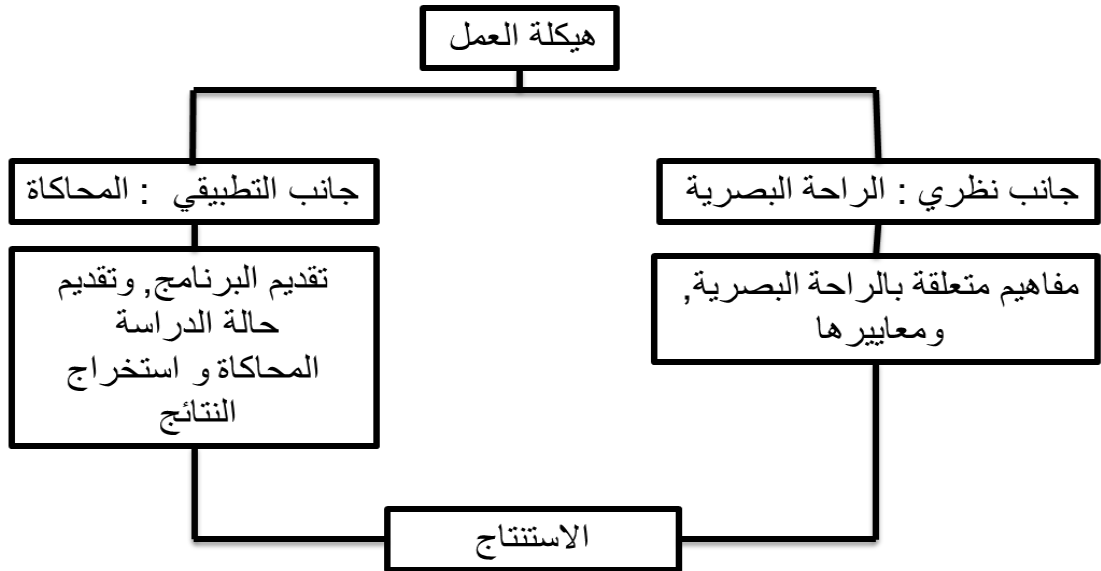 هيكلة العمل
جانب نظري : الراحة البصرية
جانب التطبيقي : المحاكاة
مفاهيم متعلقة بالراحة البصرية,
ومعاييرها
تقديم البرنامج, وتقديم
حالة الدراسة
المحاكاة و استخراج
النتائج
الاستنتاج